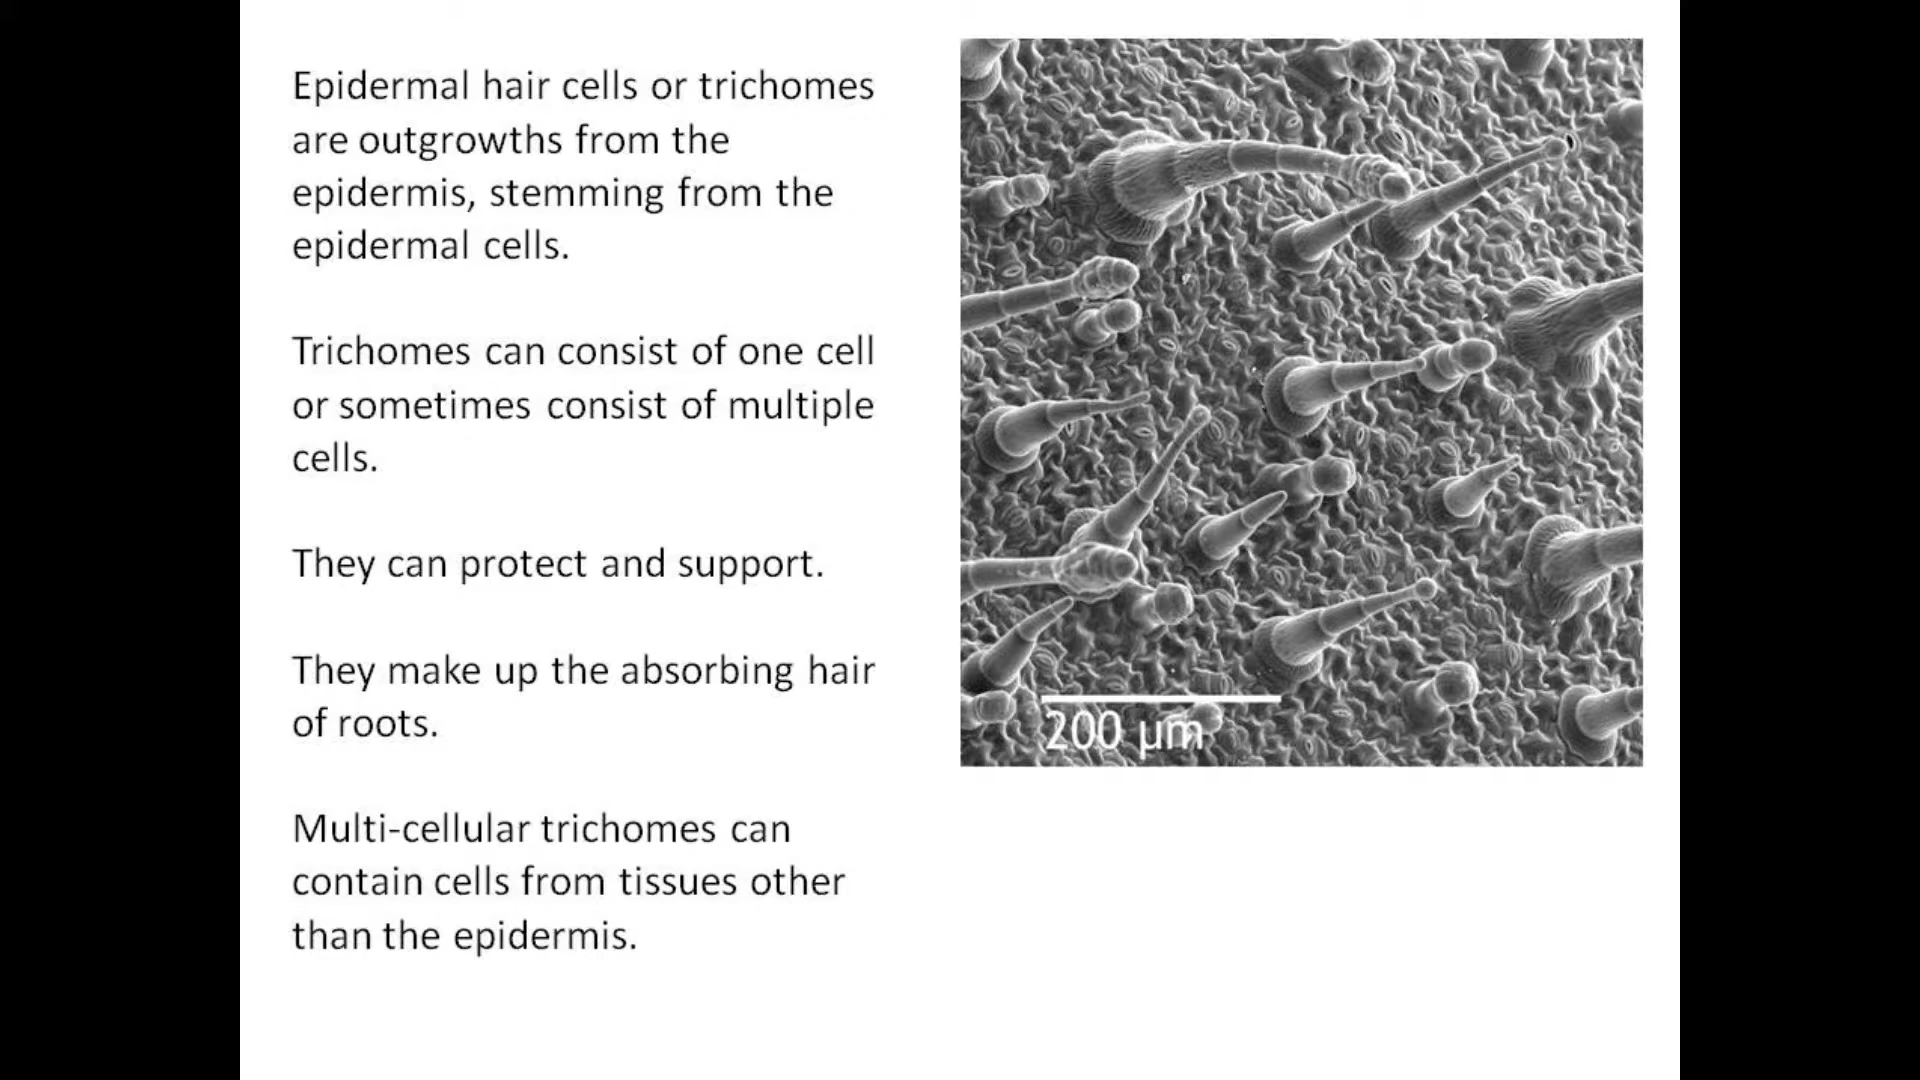 Epidermal hair cells or trichomes
are outgrowths from the
epidermis, stemming from the
epidermal cells.
Trichomes can consist of one cell
or sometimes consist of multiple
cells.
They can protect and support.
They make up the absorbing hair
of roots.
Multi-cellular trichomes can
contain cells from tissues other
than the epidermis.
200 µm